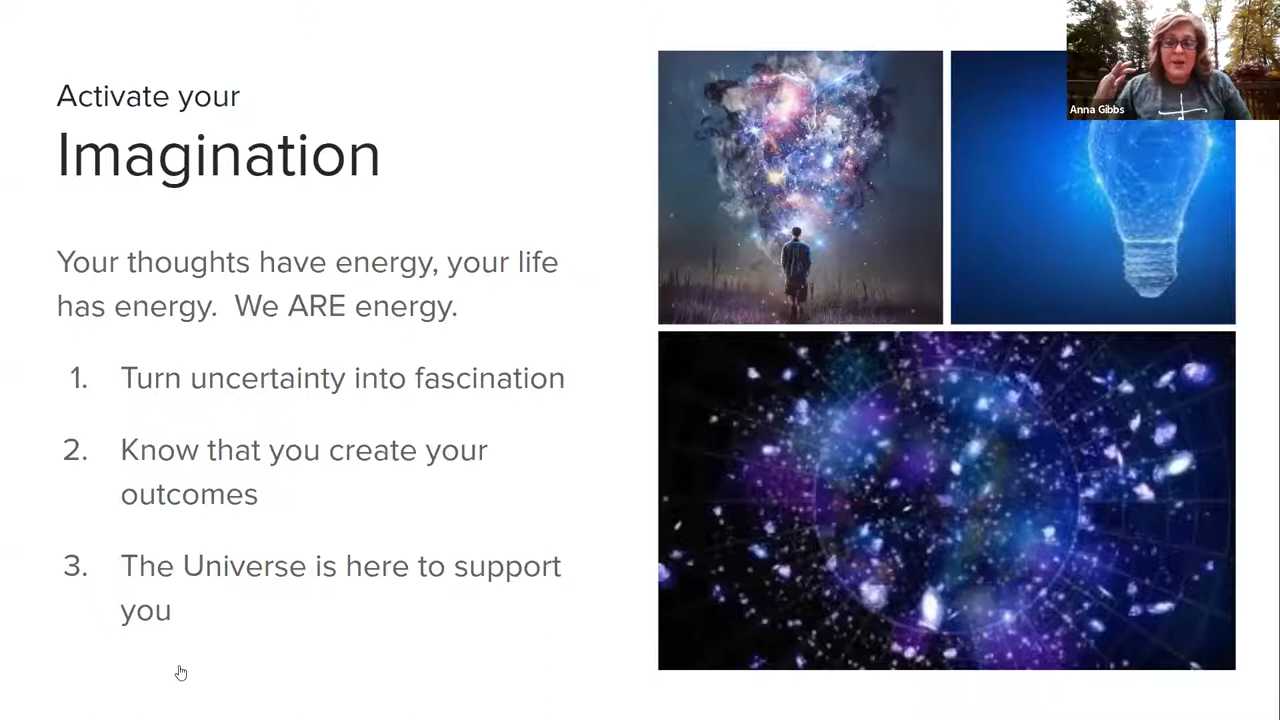 Activate your
Imagination
Your thoughts have energy, your life
has energy.  We ARE energy.
1. Turn uncertainty into fascination
2. Know that you create your
outcomes
3. The Universe is here to support
you
Anna Gibbs